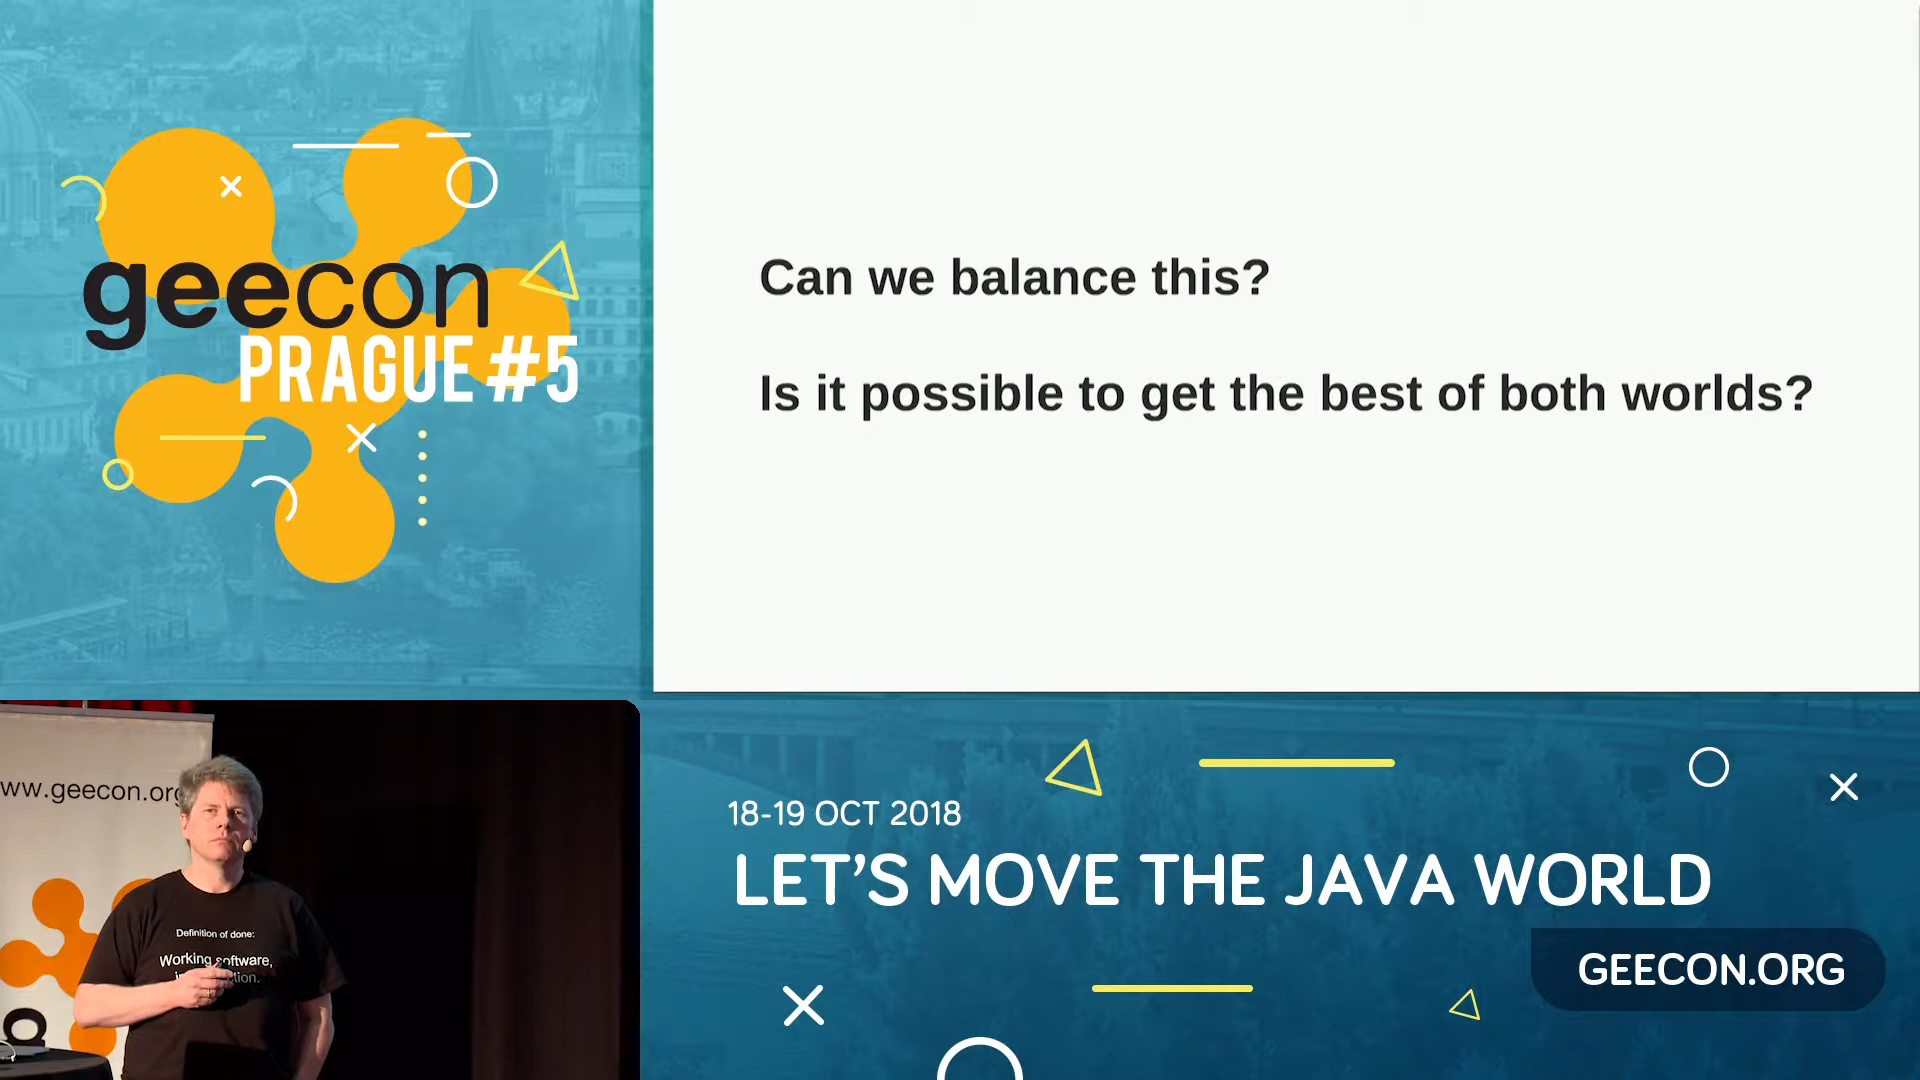 geecon
PRAGUE #5
Can we balance this?
Is it possible to get the best of both worlds?
ww.geecon.org
Definition of done:
Working software,
18-19 OCT 2018
LET'S MOVE THE JAVA WORLD
GEECON.ORG